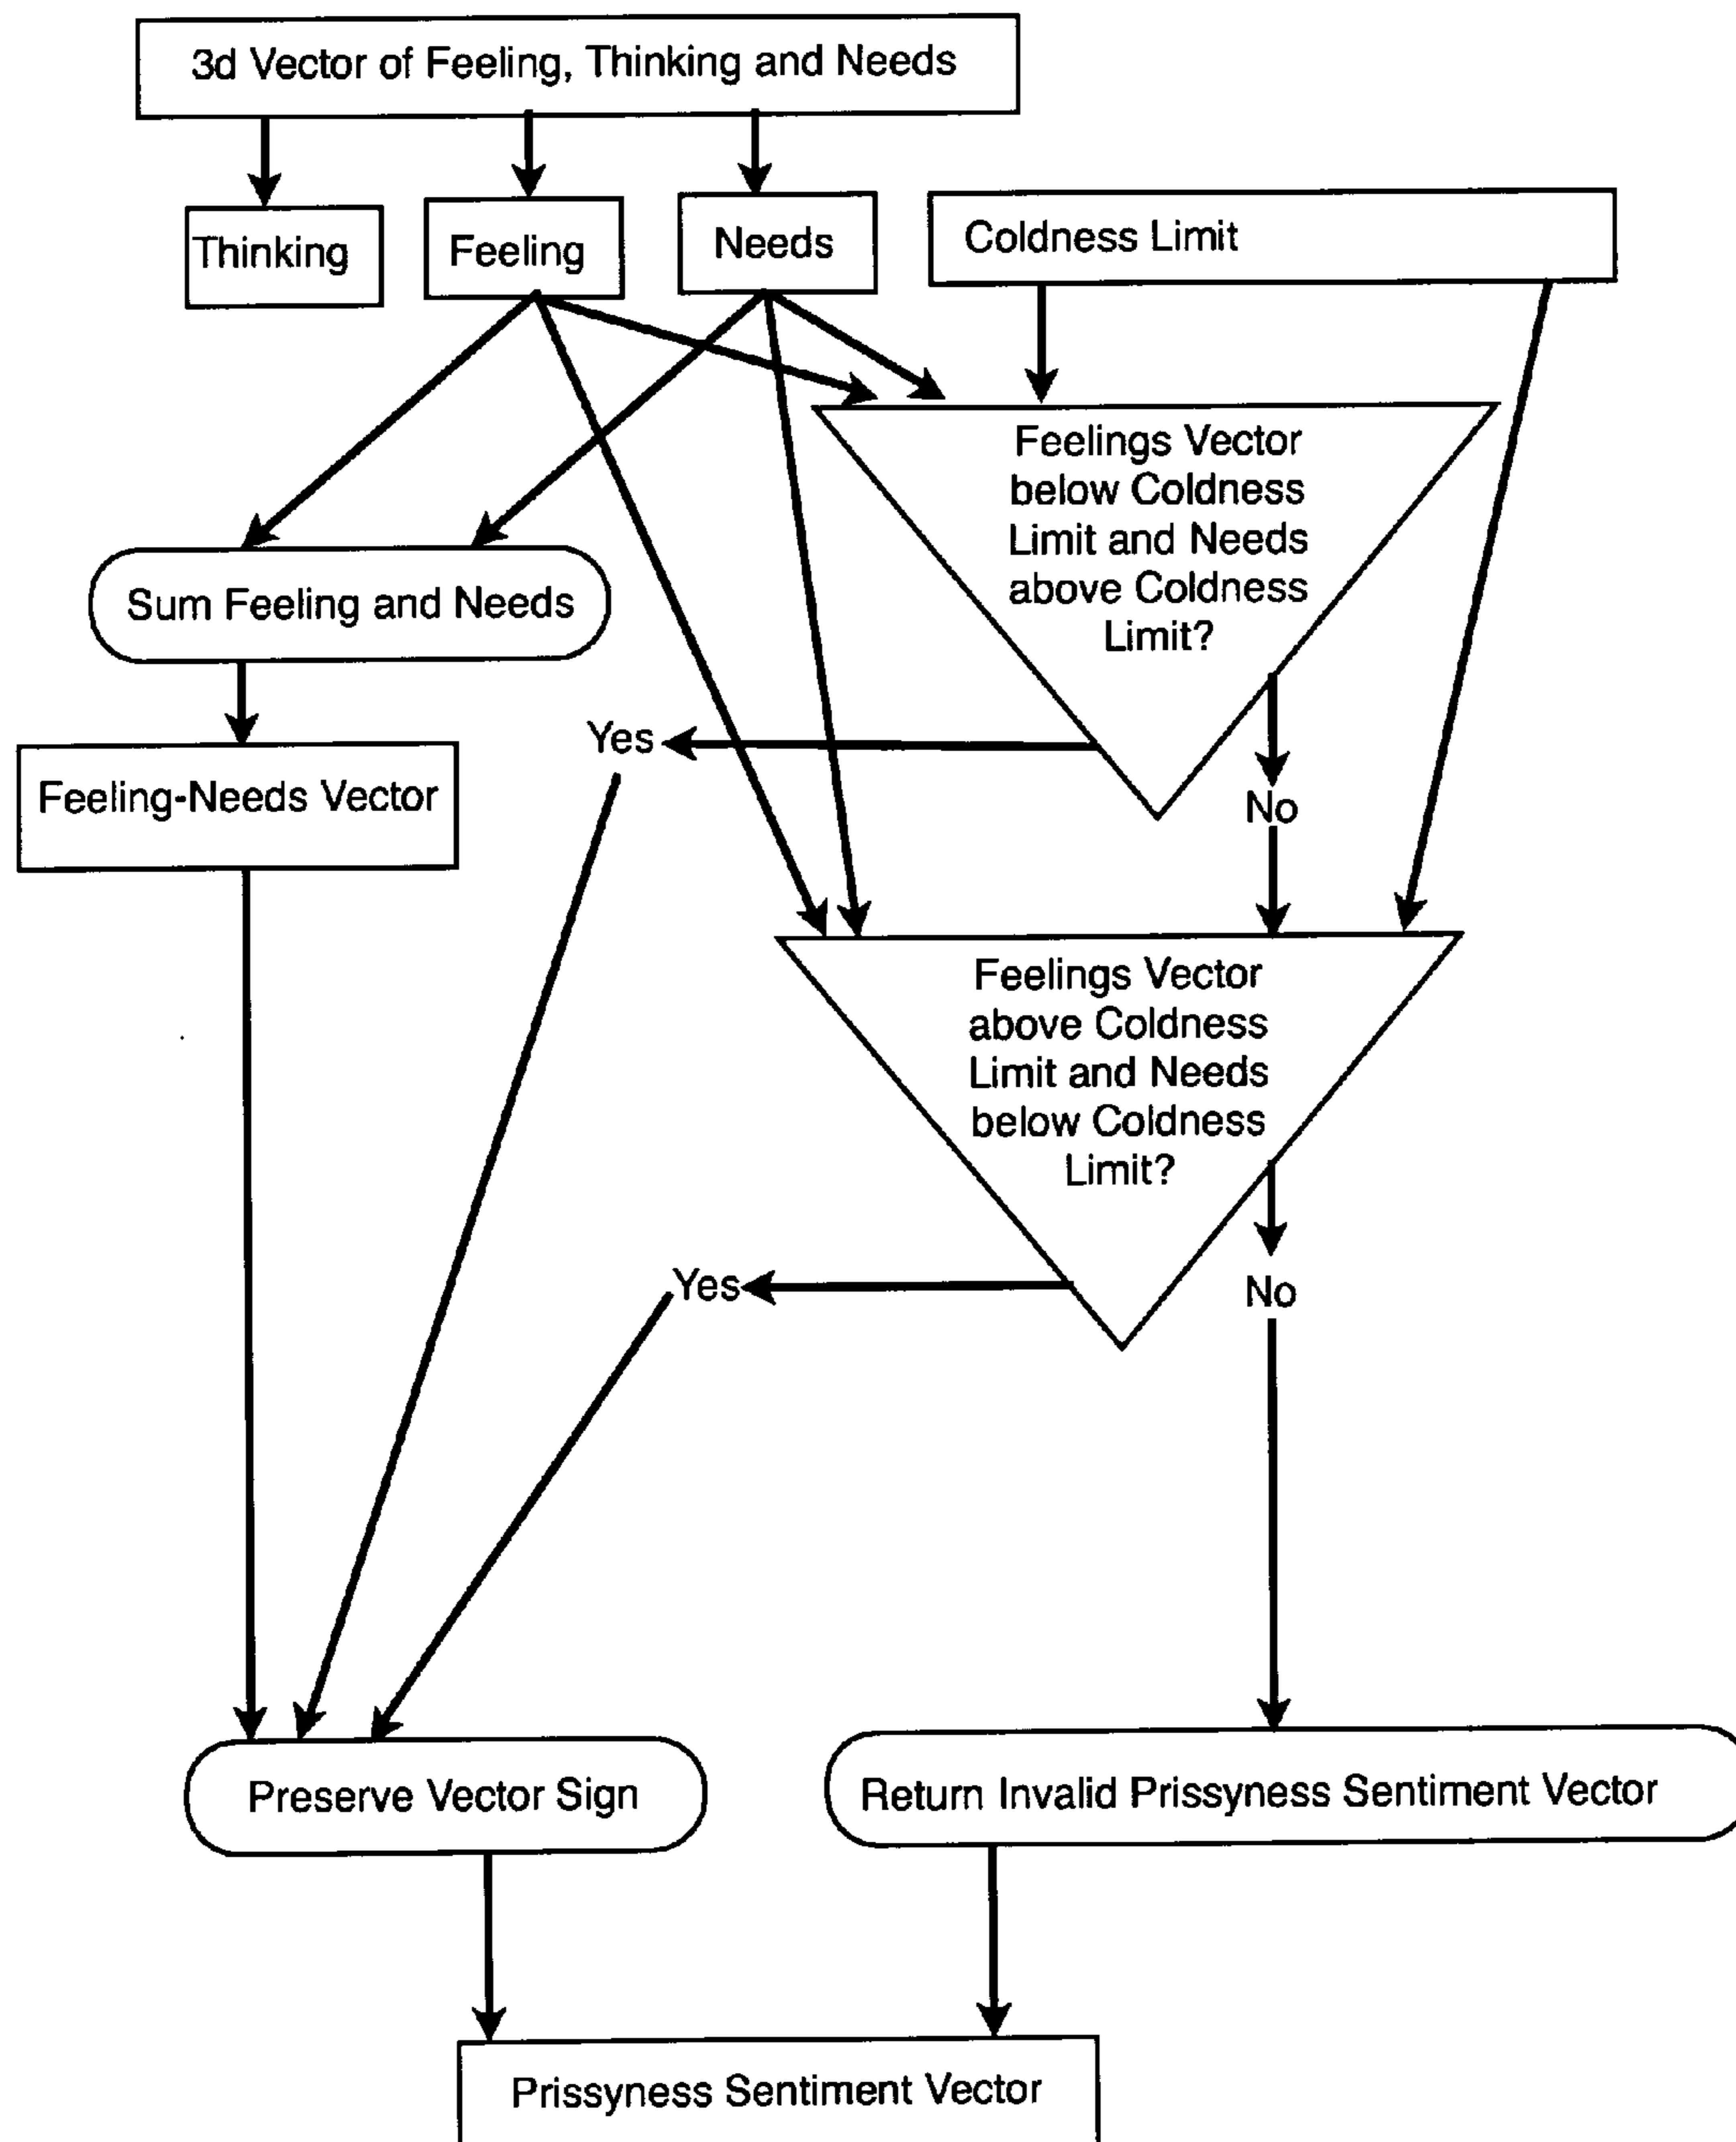 3d Vector of Feeling, Thinking and Needs
Thinking
Feeling
Needs
Coldness Limit
Feelings Vector
below Coldness
Limit and Needs
above Coldness
Limit?
Sum Feeling and Needs
Yes
Feeling-Needs Vector
No
Feelings Vector
above Coldness
Limit and Needs
below Coldness
Limit?
Yes
No
Preserve Vector Sign
Return Invalid Prissyness Sentiment Vector
Prissyness Sentiment Vector